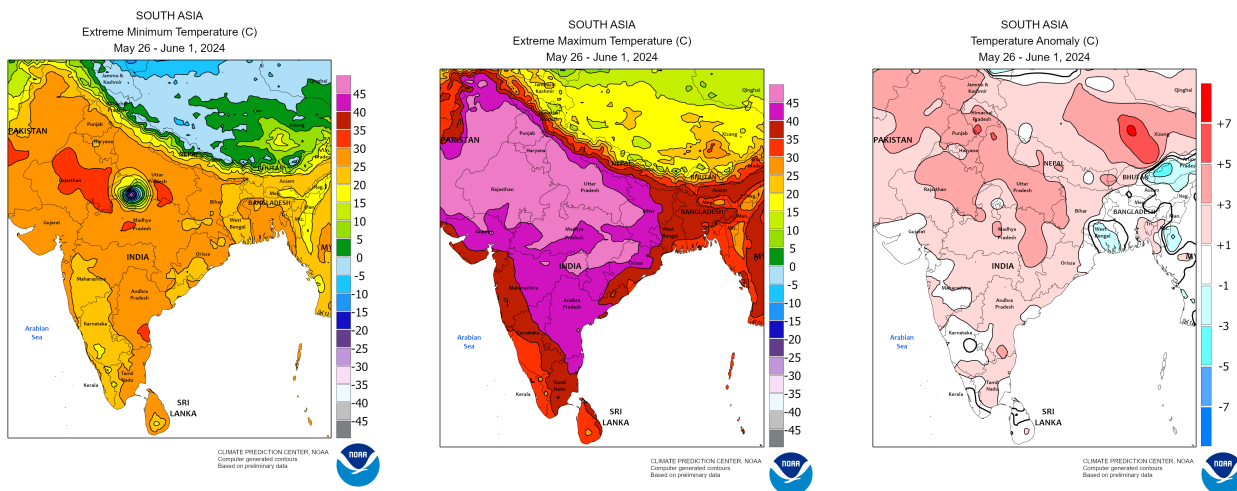 SOUTH ASIA
Extreme Minimum Temperature (C)
May 26 - June 1, 2024
Jammu &
Kashmir
Qinghai
PAKISTAN
Punjab
Haryana
Xizang
NEPAL
BHUTAN
Rajasthan
Uttar
Pradesh
Assam
Nag.
Bihar
BANGLADESH
Gujarat
Madhya
Pradesh
West
Bengal
INDIA
Orissa
Maharashtra
Andhra
Pradesh
Karnataka
Arabian
Sea
Kerala
Tamil
Nadu
SRI
LANKA
45
40
35
30
25
20
15
10
5
0
-5
-10
-15
-20
-25
-30
-35
-40
-45
CLIMATE PREDICTION CENTER, NOAA
Computer generated contours
Based on preliminary data
NOAA
SOUTH ASIA
Extreme Maximum Temperature (C)
May 26 - June 1, 2024
Jammu &
Kashmir
Qinghai
PAKISTAN
Punjab
Haryana
Xizang
NEPAL
BHUTAN
Rajasthan
Uttar
Pradesh
Assam
Bihar
BANGLADESH
Man.
Gujarat
Madhya
Pradesh
West
Bengal
INDIA
Orissa
Maharashtra
Andhra
Pradesh
Karnataka
Arabian
Sea
Kerala
Tamil
Nadu
SRI
LANKA
45
40
35
30
25
20
15
10
5
0
-5
-10
-15
-20
-25
-30
-35
-40
-45
CLIMATE PREDICTION CENTER, NOAA
Computer generated contours
Based on preliminary data
NOAA
SOUTH ASIA
Temperature Anomaly (C)
May 26 - June 1, 2024
Jammu &
Kashmir
Qinghai
Himachal
Pradesh
PAKISTAN
Punjab
Haryana
Xizang
NEPAL
BHUTAN
Rajasthan
Uttar
Pradesh
Assam
Nag.
Bihar
BANGLADESH
Man.
Gujarat
Madhya
Pradesh
West
Bengal
INDIA
Orissa
Maharashtra
Andhra
Pradesh
Karnataka
Arabian
Sea
Kerala
Tamil
Nadu
SRI
LANKA
+7
+5
+3
+1
-1
-3
-5
-7
CLIMATE PREDICTION CENTER, NOAA
Computer generated contours
Based on preliminary data
NOAA